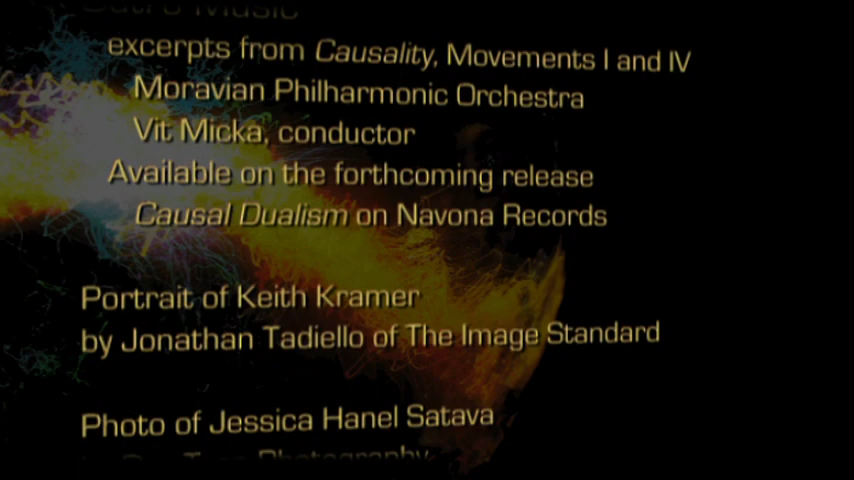 Music
excerpts from Causality, Movements I and IV
Moravian Philharmonic Orchestra
Vit Micka, conductor
Available on the forthcoming release
Causal Dualism on Navona Records
Portrait of Keith Kramer
by Jonathan Tadiello of The Image Standard
Photo of Jessica Hanel Satava
Photography